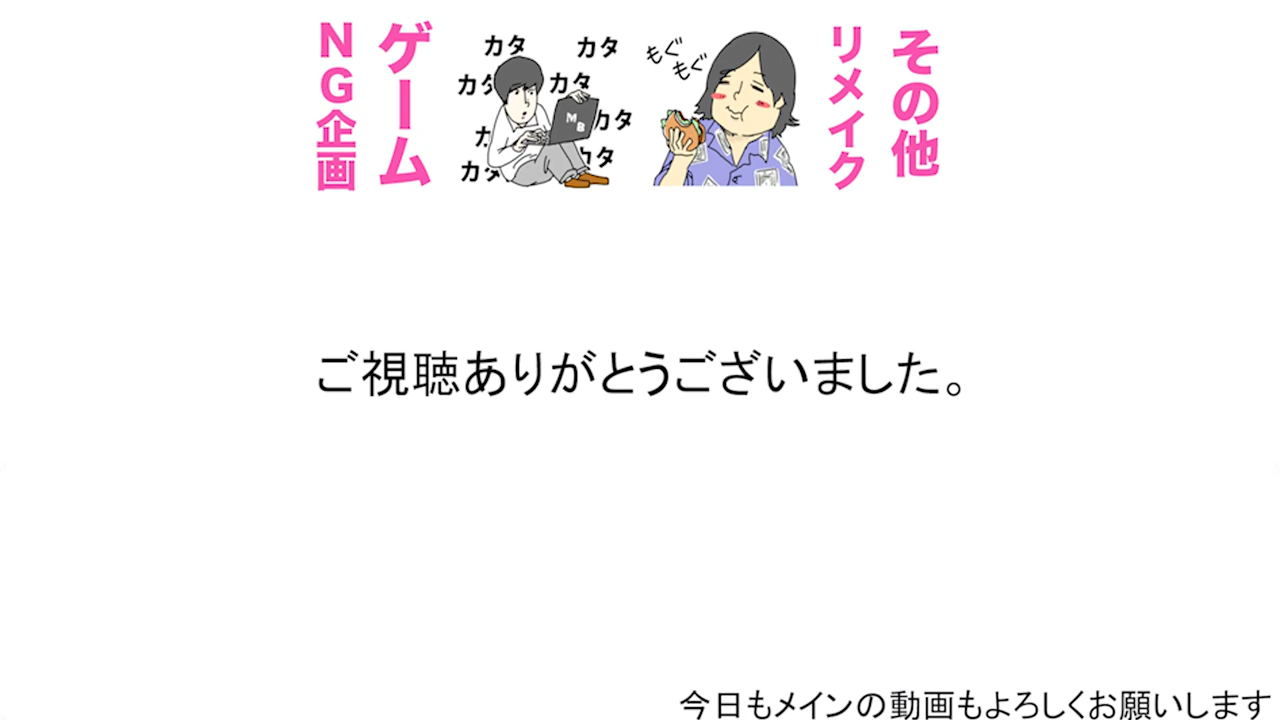 ゲーム
NG企画
カタ
カタ
カタ
カタ
カタ
カタ
カタ
カタ
MB
もぐ
もぐ
その他
リメイク
ご視聴ありがとうございました。
今日もメインの動画もよろしくお願いします